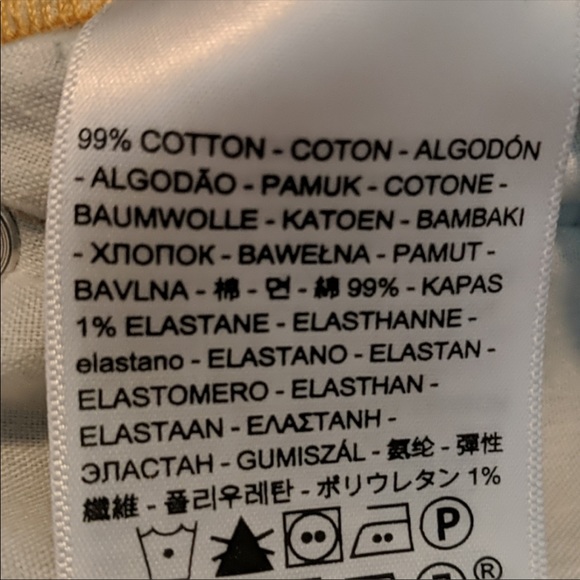 99% COTTON - COTON - ALGODÓN
- ALGODÃO - PAMUK - COTONE -
BAUMWOLLE - KATOEN - BAMBAKI
- ХЛОПОК - BAWEŁNA - PAMUT -
BAVLNA - 棉 - 면 - 綿 99% - KAPAS
1% ELASTANE - ELASTHANNE -
elastano - ELASTANO - ELASTAN -
ELASTOMERO - ELASTHAN -
ELASTAAN - ΕΛΑΣΤΑΝΗ -
ЭЛАСТАН - GUMISZÁL - 氨纶 - 彈性
纖維 - 폴리우레탄 - ポリウレタン 1%
P
®